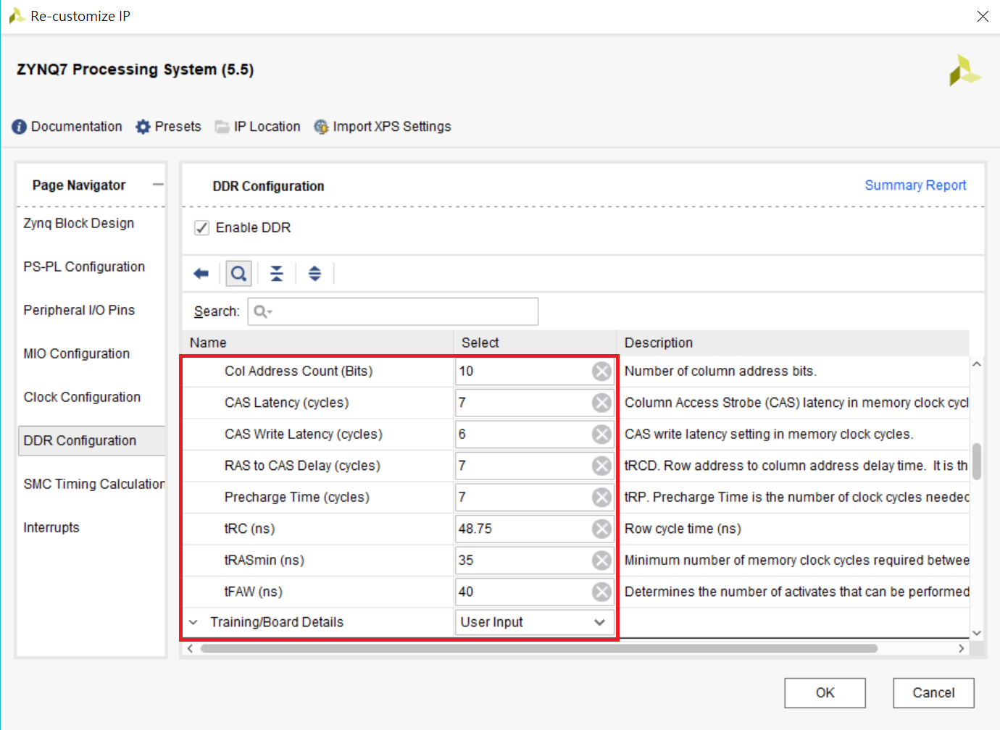 Re-customize IP
ZYNQ7 Processing System (5.5)
Documentation Presets IP Location Import XPS Settings
Page Navigator
Zynq Block Design
PS-PL Configuration
Peripheral I/O Pins
MIO Configuration
Clock Configuration
DDR Configuration
SMC Timing Calculation
Interrupts
DDR Configuration Summary Report
Enable DDR
Search:
Name Select Description
Col Address Count (Bits) 10 Number of column address bits.
CAS Latency (cycles) 7 Column Access Strobe (CAS) latency in memory clock cycl
CAS Write Latency (cycles) 6 CAS write latency setting in memory clock cycles.
RAS to CAS Delay (cycles) 7 tRCD. Row address to column address delay time. It is th
Precharge Time (cycles) 7 tRP. Precharge Time is the number of clock cycles needed
tRC (ns) 48.75 Row cycle time (ns)
tRASmin (ns) 35 Minimum number of memory clock cycles required betwee
tFAW (ns) 40 Determines the number of activates that can be performed
Training/Board Details User Input
OK Cancel